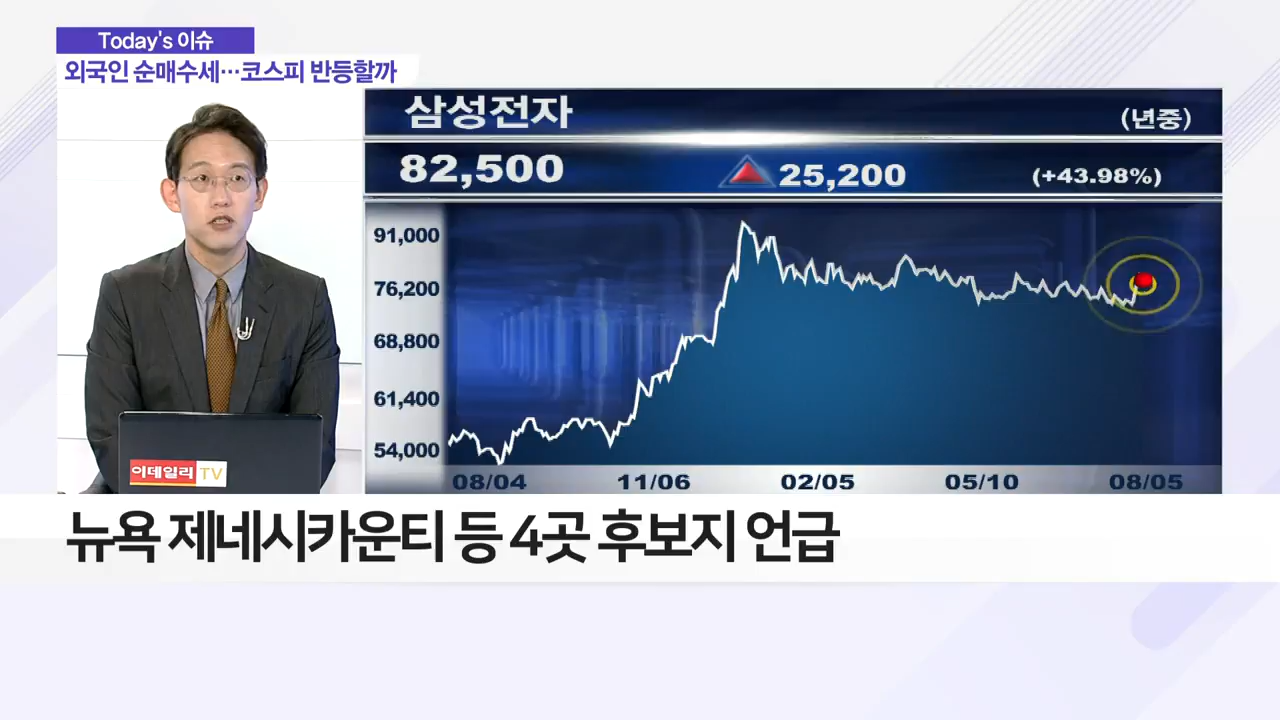 Today's 이슈
외국인 순매수세…코스피 반등할까
삼성전자
(년중)
82,500
25,200
(+43.98%)
91,000
76,200
68,800
61,400
54,000
08/04 11/06 02/05 05/10 08/05
이데일리 TV
뉴욕 제네시카운티 등 4곳 후보지 언급